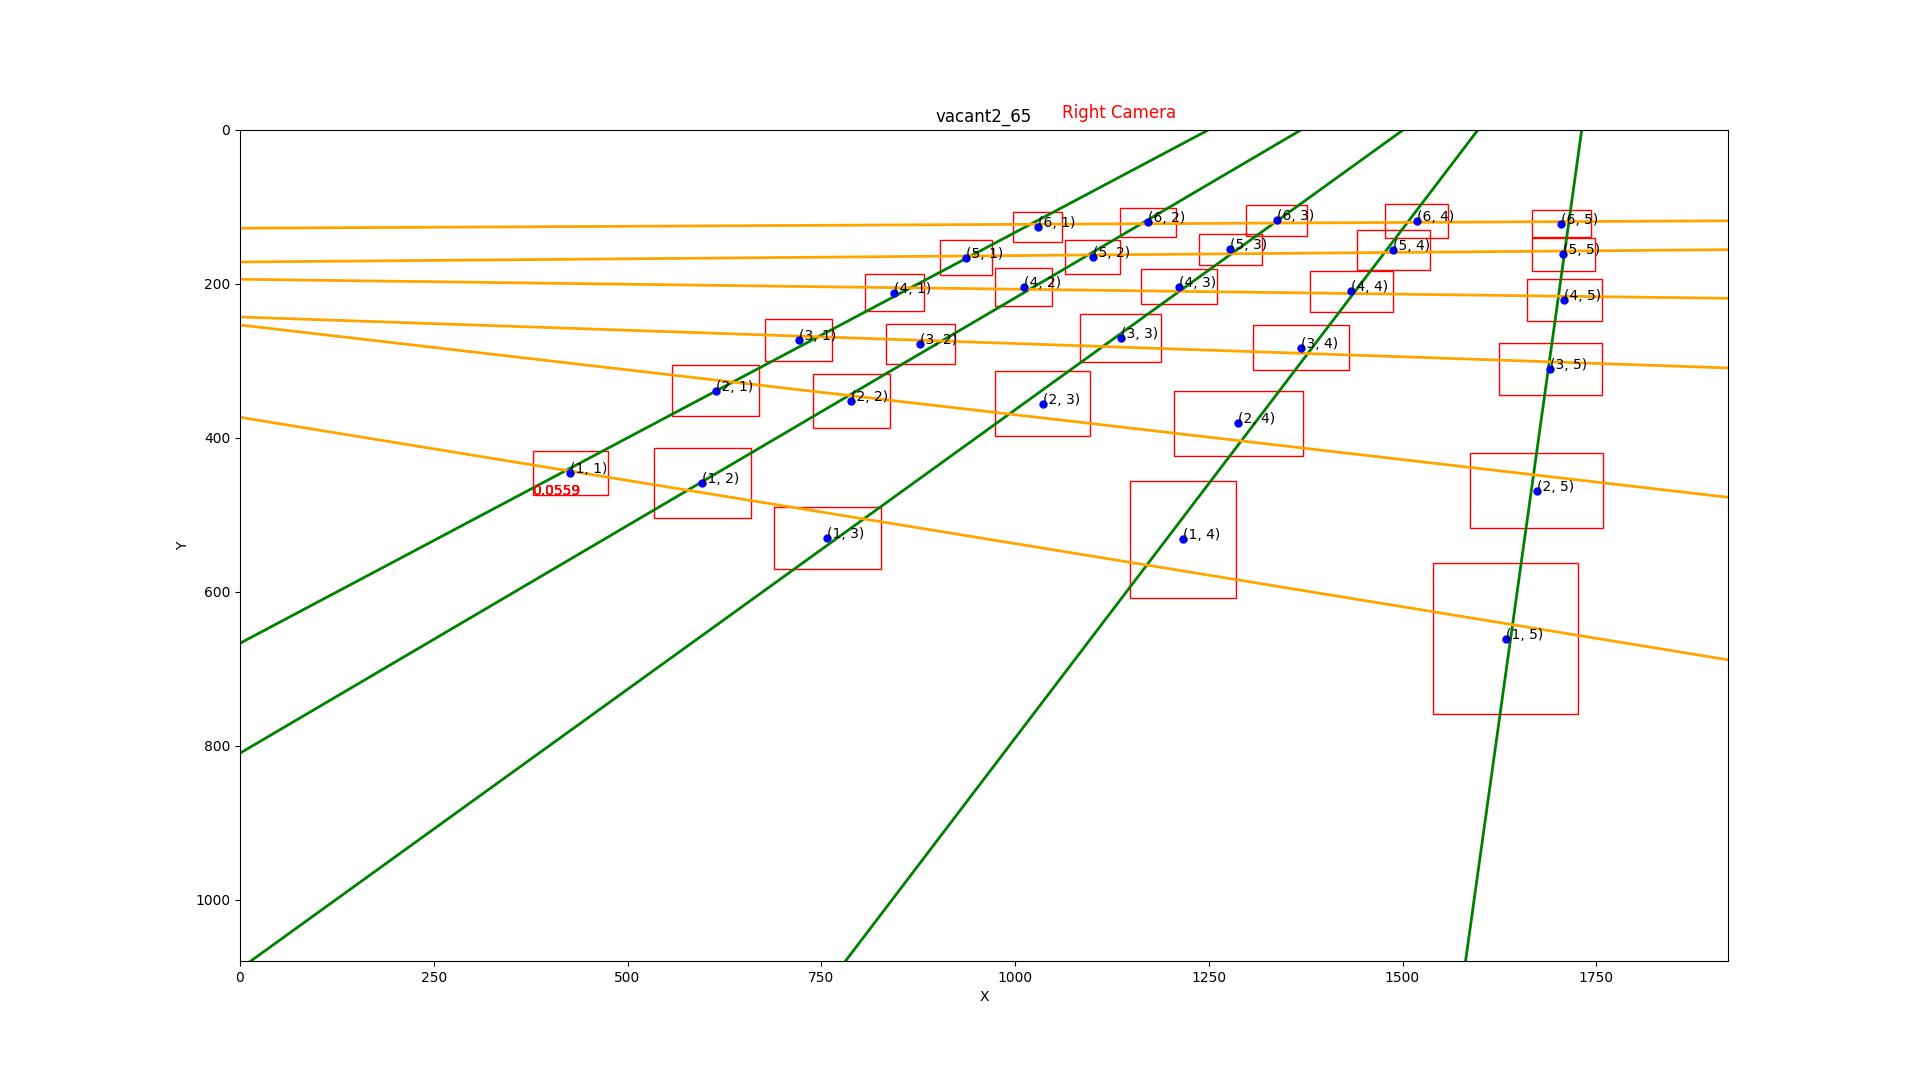 vacant2_65 Right Camera
0
200
400
600
800
1000
Y
(6, 1) (6, 2) (6, 3) (6, 4) (6, 5)
(5, 1) (5, 2) (5, 3) (5, 4) (5, 5)
(4, 1) (4, 2) (4, 3) (4, 4) (4, 5)
(3, 1) (3, 2) (3, 3) (3, 4) (3, 5)
(2, 1) (2, 2) (2, 3) (2, 4) (2, 5)
(1, 1) (1, 2) (1, 3) (1, 4) (1, 5)
0.0559
0 250 500 750 1000 1250 1500 1750
X